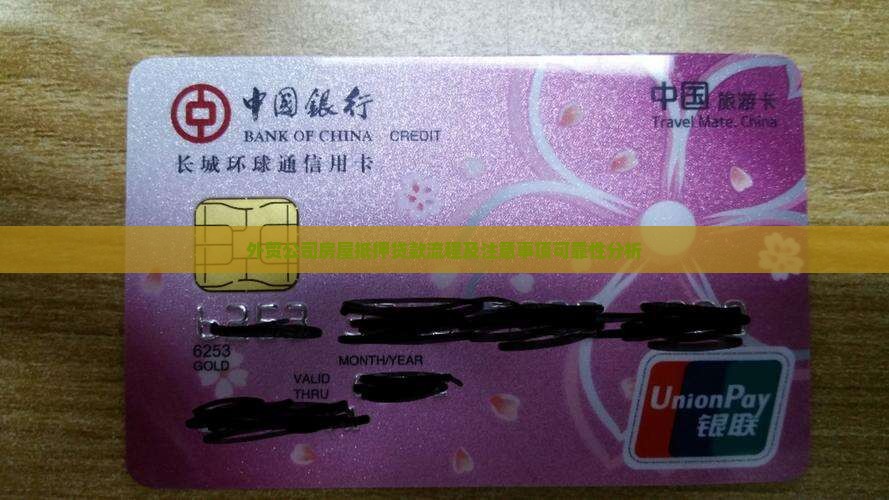 中国银行
BANK OF CHINA CREDIT
长城环球通信用卡
中国 旅游卡
Travel Mate. China
外贸公司房屋抵押贷款流程及注意事项可靠性分析
6253
6253
GOLD
MONTH/YEAR
VALID
THRU
UnionPay
银联